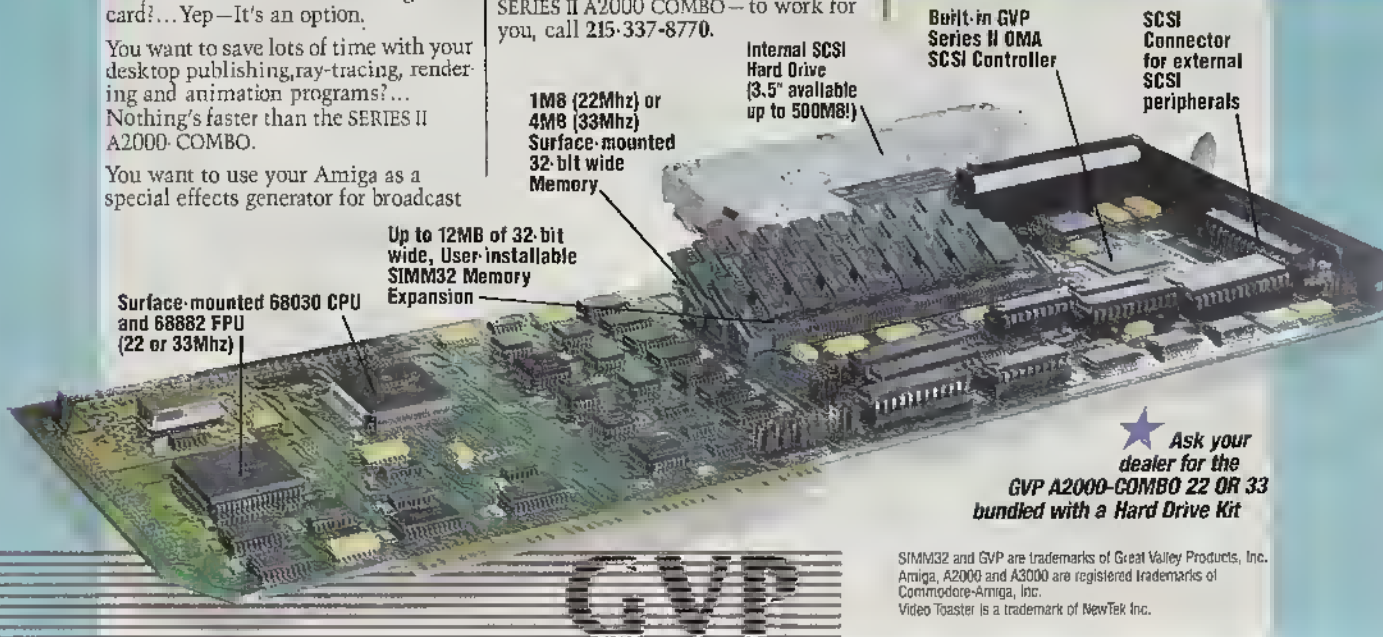 card?...Yep—It's an option.
You want to save lots of time with your
desktop publishing,ray-tracing, render-
ing and animation programs?...
Nothing's faster than the SERIES II
A2000-COMBO.
You want to use your Amiga as a
special effects generator for broadcast
SERIES II A2000 COMBO—to work for
you, call 215·337-8770.
Internal SCSI
Hard Drive
(3.5" available
up to 500M8!)
Built-in GVP
Series II OMA
SCSI Controller
SCSI
Connector
for external
SCSI
peripherals
1M8 (22Mhz) or
4M8 (33Mhz)
Surface-mounted
32-bit wide
Memory
Up to 12MB of 32-bit
wide, User-installable
SIMM32 Memory
Expansion
Surface-mounted 68030 CPU
and 68882 FPU
(22 or 33Mhz)
Ask your
dealer for the
GVP A2000-COMBO 22 OR 33
bundled with a Hard Drive Kit
SIMM32 and GVP are trademarks of Great Valley Products, Inc.
Amiga, A2000 and A3000 are registered trademarks of
Commodore-Amiga, Inc.
Video Toaster is a trademark of NewTek Inc.
GVP